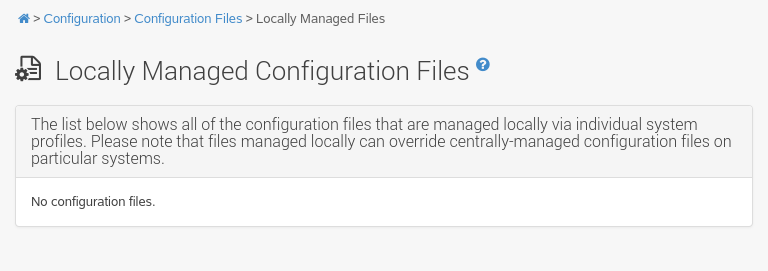 > Configuration > Configuration Files > Locally Managed Files
Locally Managed Configuration Files ?
The list below shows all of the configuration files that are managed locally via individual system
profiles. Please note that files managed locally can override centrally-managed configuration files on
particular systems.
No configuration files.